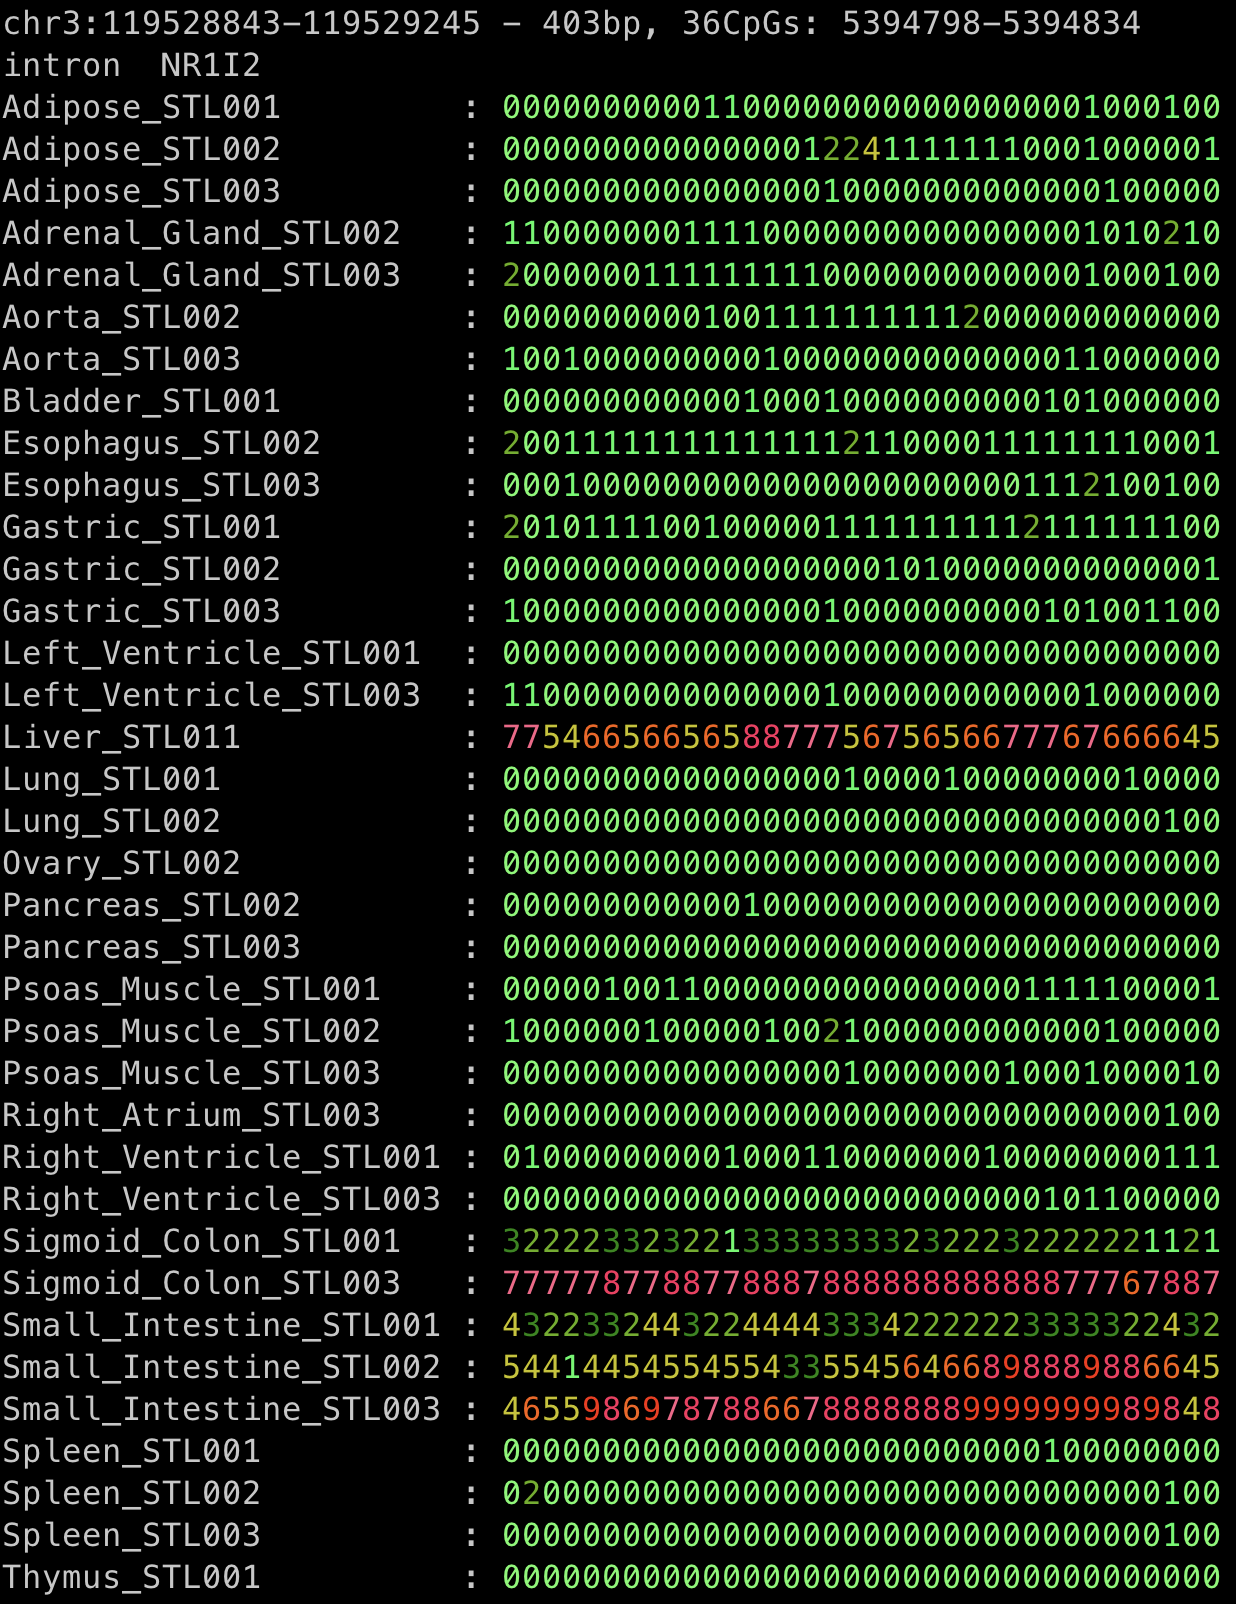 chr3:119528843-119529245 - 403bp, 36CpGs: 5394798-5394834
intron  NR1I2
Adipose_STL001         : 000000000011000000000000000001000100
Adipose_STL002         : 000000000000000122411111110001000001
Adipose_STL003         : 000000000000000010000000000000100000
Adrenal_Gland_STL002   : 110000000111100000000000000001010210
Adrenal_Gland_STL003   : 200000011111111100000000000001000100
Aorta_STL002           : 000000000010011111111112000000000000
Aorta_STL003           : 100100000000010000000000000011000000
Bladder_STL001         : 000000000000100010000000000101000000
Esophagus_STL002       : 200111111111111112110000111111110001
Esophagus_STL003       : 000100000000000000000000001112100100
Gastric_STL001         : 201011110010000011111111112111111100
Gastric_STL002         : 000000000000000000010100000000000001
Gastric_STL003         : 100000000000000010000000000101001100
Left_Ventricle_STL001  : 000000000000000000000000000000000000
Left_Ventricle_STL003  : 110000000000000010000000000001000000
Liver_STL011           : 775466566565887775675656677767666645
Lung_STL001            : 000000000000000001000010000000010000
Lung_STL002            : 000000000000000000000000000000000100
Ovary_STL002           : 000000000000000000000000000000000000
Pancreas_STL002        : 000000000000100000000000000000000000
Pancreas_STL003        : 000000000000000000000000000000000000
Psoas_Muscle_STL001    : 000001001100000000000000001111100001
Psoas_Muscle_STL002    : 100000010000010021000000000000100000
Psoas_Muscle_STL003    : 000000000000000001000000010001000010
Right_Atrium_STL003    : 000000000000000000000000000000000100
Right_Ventricle_STL001 : 010000000001000110000000100000000111
Right_Ventricle_STL003 : 000000000000000000000000000101100000
Sigmoid_Colon_STL001   : 322223323221333333332322232222221121
Sigmoid_Colon_STL003   : 777778778877888788888888888877767887
Small_Intestine_STL001 : 432233244322444433342222223333322432
Small_Intestine_STL002 : 544144545545543355456466898889886645
Small_Intestine_STL003 : 465598697878866788888889999999989848
Spleen_STL001          : 000000000000000000000000000100000000
Spleen_STL002          : 020000000000000000000000000000000100
Spleen_STL003          : 000000000000000000000000000000000100
Thymus_STL001          : 000000000000000000000000000000000000